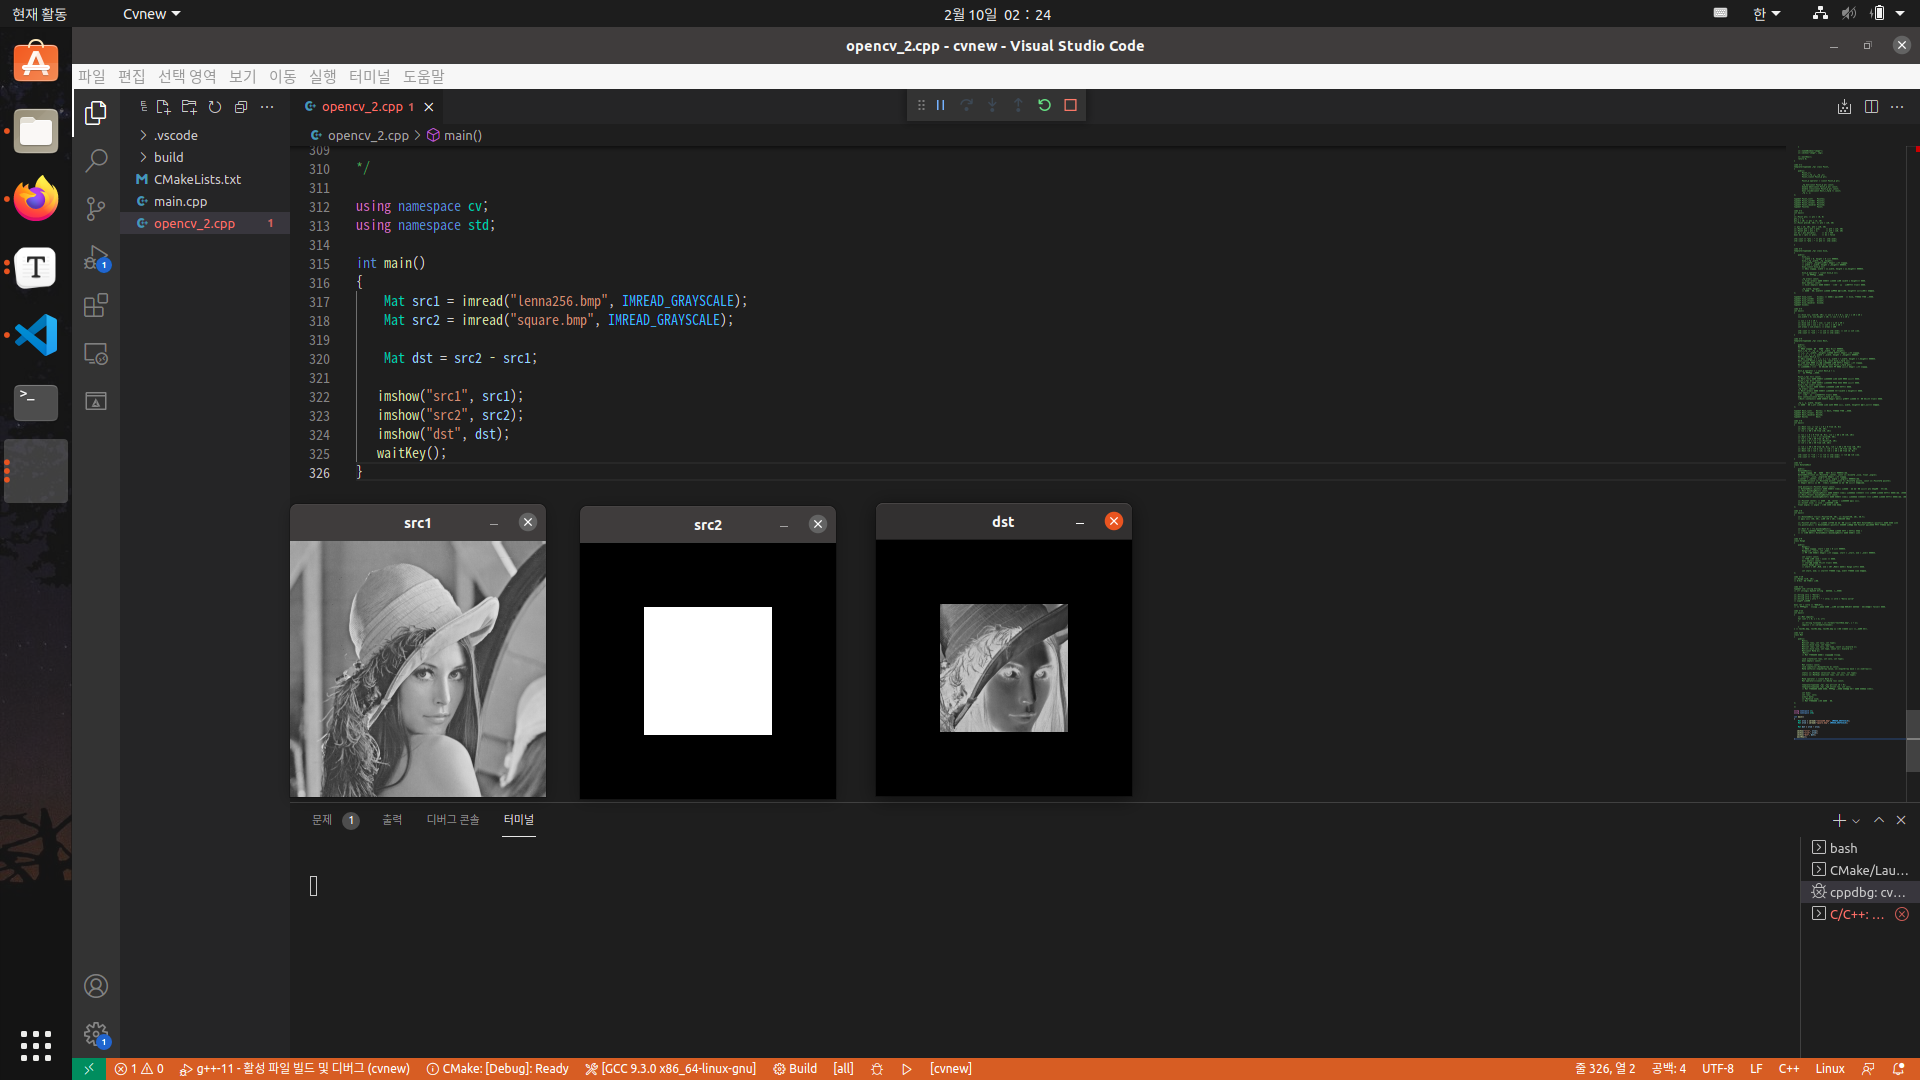 현재 활동
Cvnew
2월 10일 02 : 24
한
opencv_2.cpp - cvnew - Visual Studio Code
파일 편집 선택 영역 보기 이동 실행 터미널 도움말
opencv_2.cpp 1
opencv_2.cpp > main()
.vscode
build
CMakeLists.txt
main.cpp
opencv_2.cpp 1
309
310 */
311
312 using namespace cv;
313 using namespace std;
314
315 int main()
316 {
317 Mat src1 = imread("lenna256.bmp", IMREAD_GRAYSCALE);
318 Mat src2 = imread("square.bmp", IMREAD_GRAYSCALE);
319
320 Mat dst = src2 - src1;
321
322 imshow("src1", src1);
323 imshow("src2", src2);
324 imshow("dst", dst);
325 waitKey();
326 }
src1
src2
dst
문제 1 출력 디버그 콘솔 터미널
bash
CMake/Lau...
cppdbg: cv...
C/C++: ...
1 0 g++-11 - 활성 파일 빌드 및 디버그 (cvnew) CMake: [Debug]: Ready [GCC 9.3.0 x86_64-linux-gnu] Build [all] [cvnew]
줄 326, 열 2 공백: 4 UTF-8 LF C++ Linux